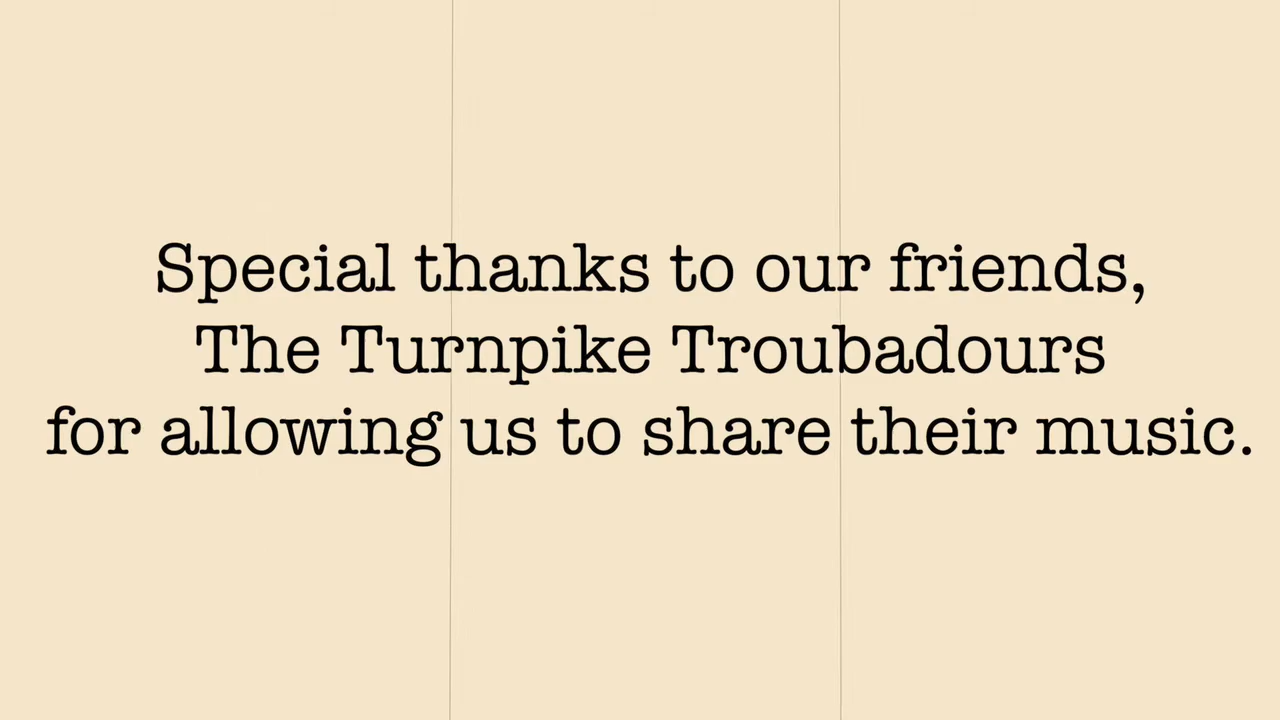 Special thanks to our friends,
The Turnpike Troubadours
for allowing us to share their music.